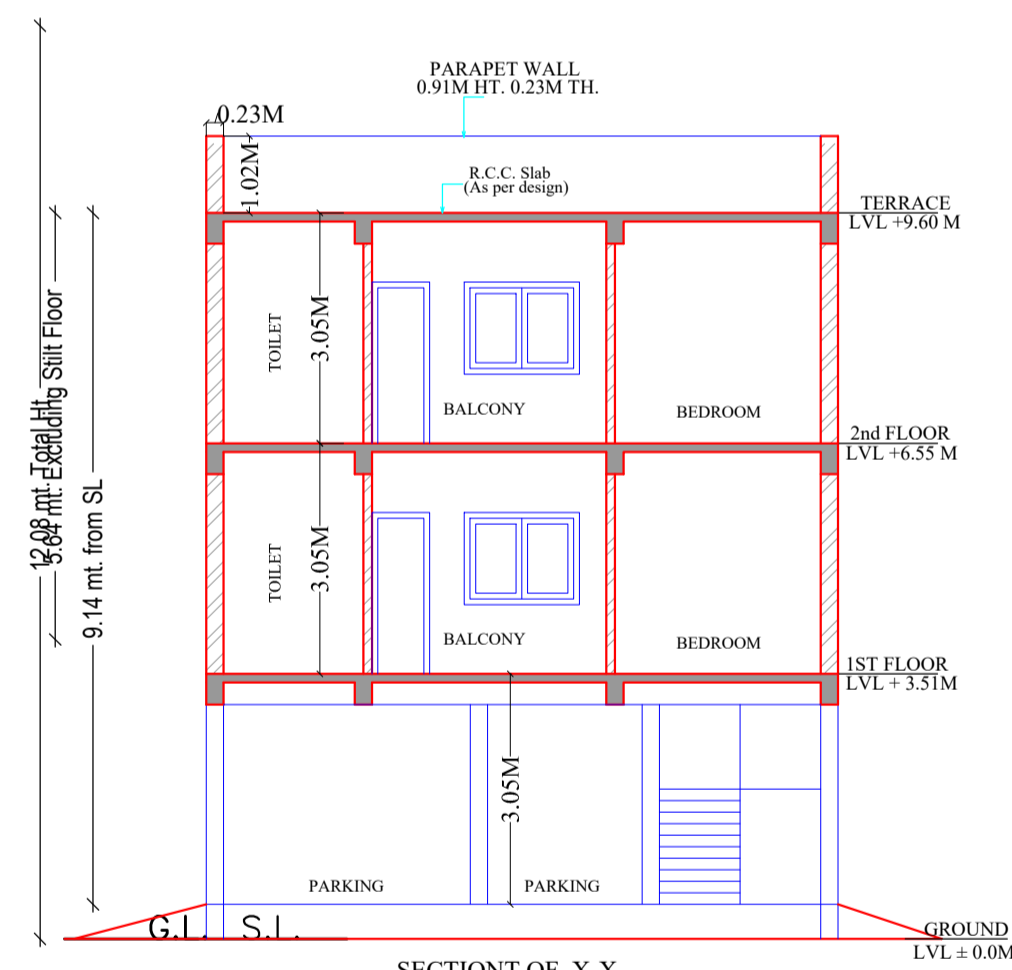 PARAPET WALL
0.91M HT. 0.23M TH.
0.23M
1.02M
R.C.C. Slab
(As per design)
TERRACE
LVL +9.60 M
12.08 mt. Total Ht.
5.64 mt. Excluding Stilt Floor
9.14 mt. from SL
TOILET
3.05M
BALCONY
BEDROOM
2nd FLOOR
LVL +6.55 M
TOILET
3.05M
BALCONY
BEDROOM
1ST FLOOR
LVL + 3.51M
3.05M
PARKING
PARKING
G.L. S.L.
GROUND
LVL ± 0.0M
SECTIONT OF X-X